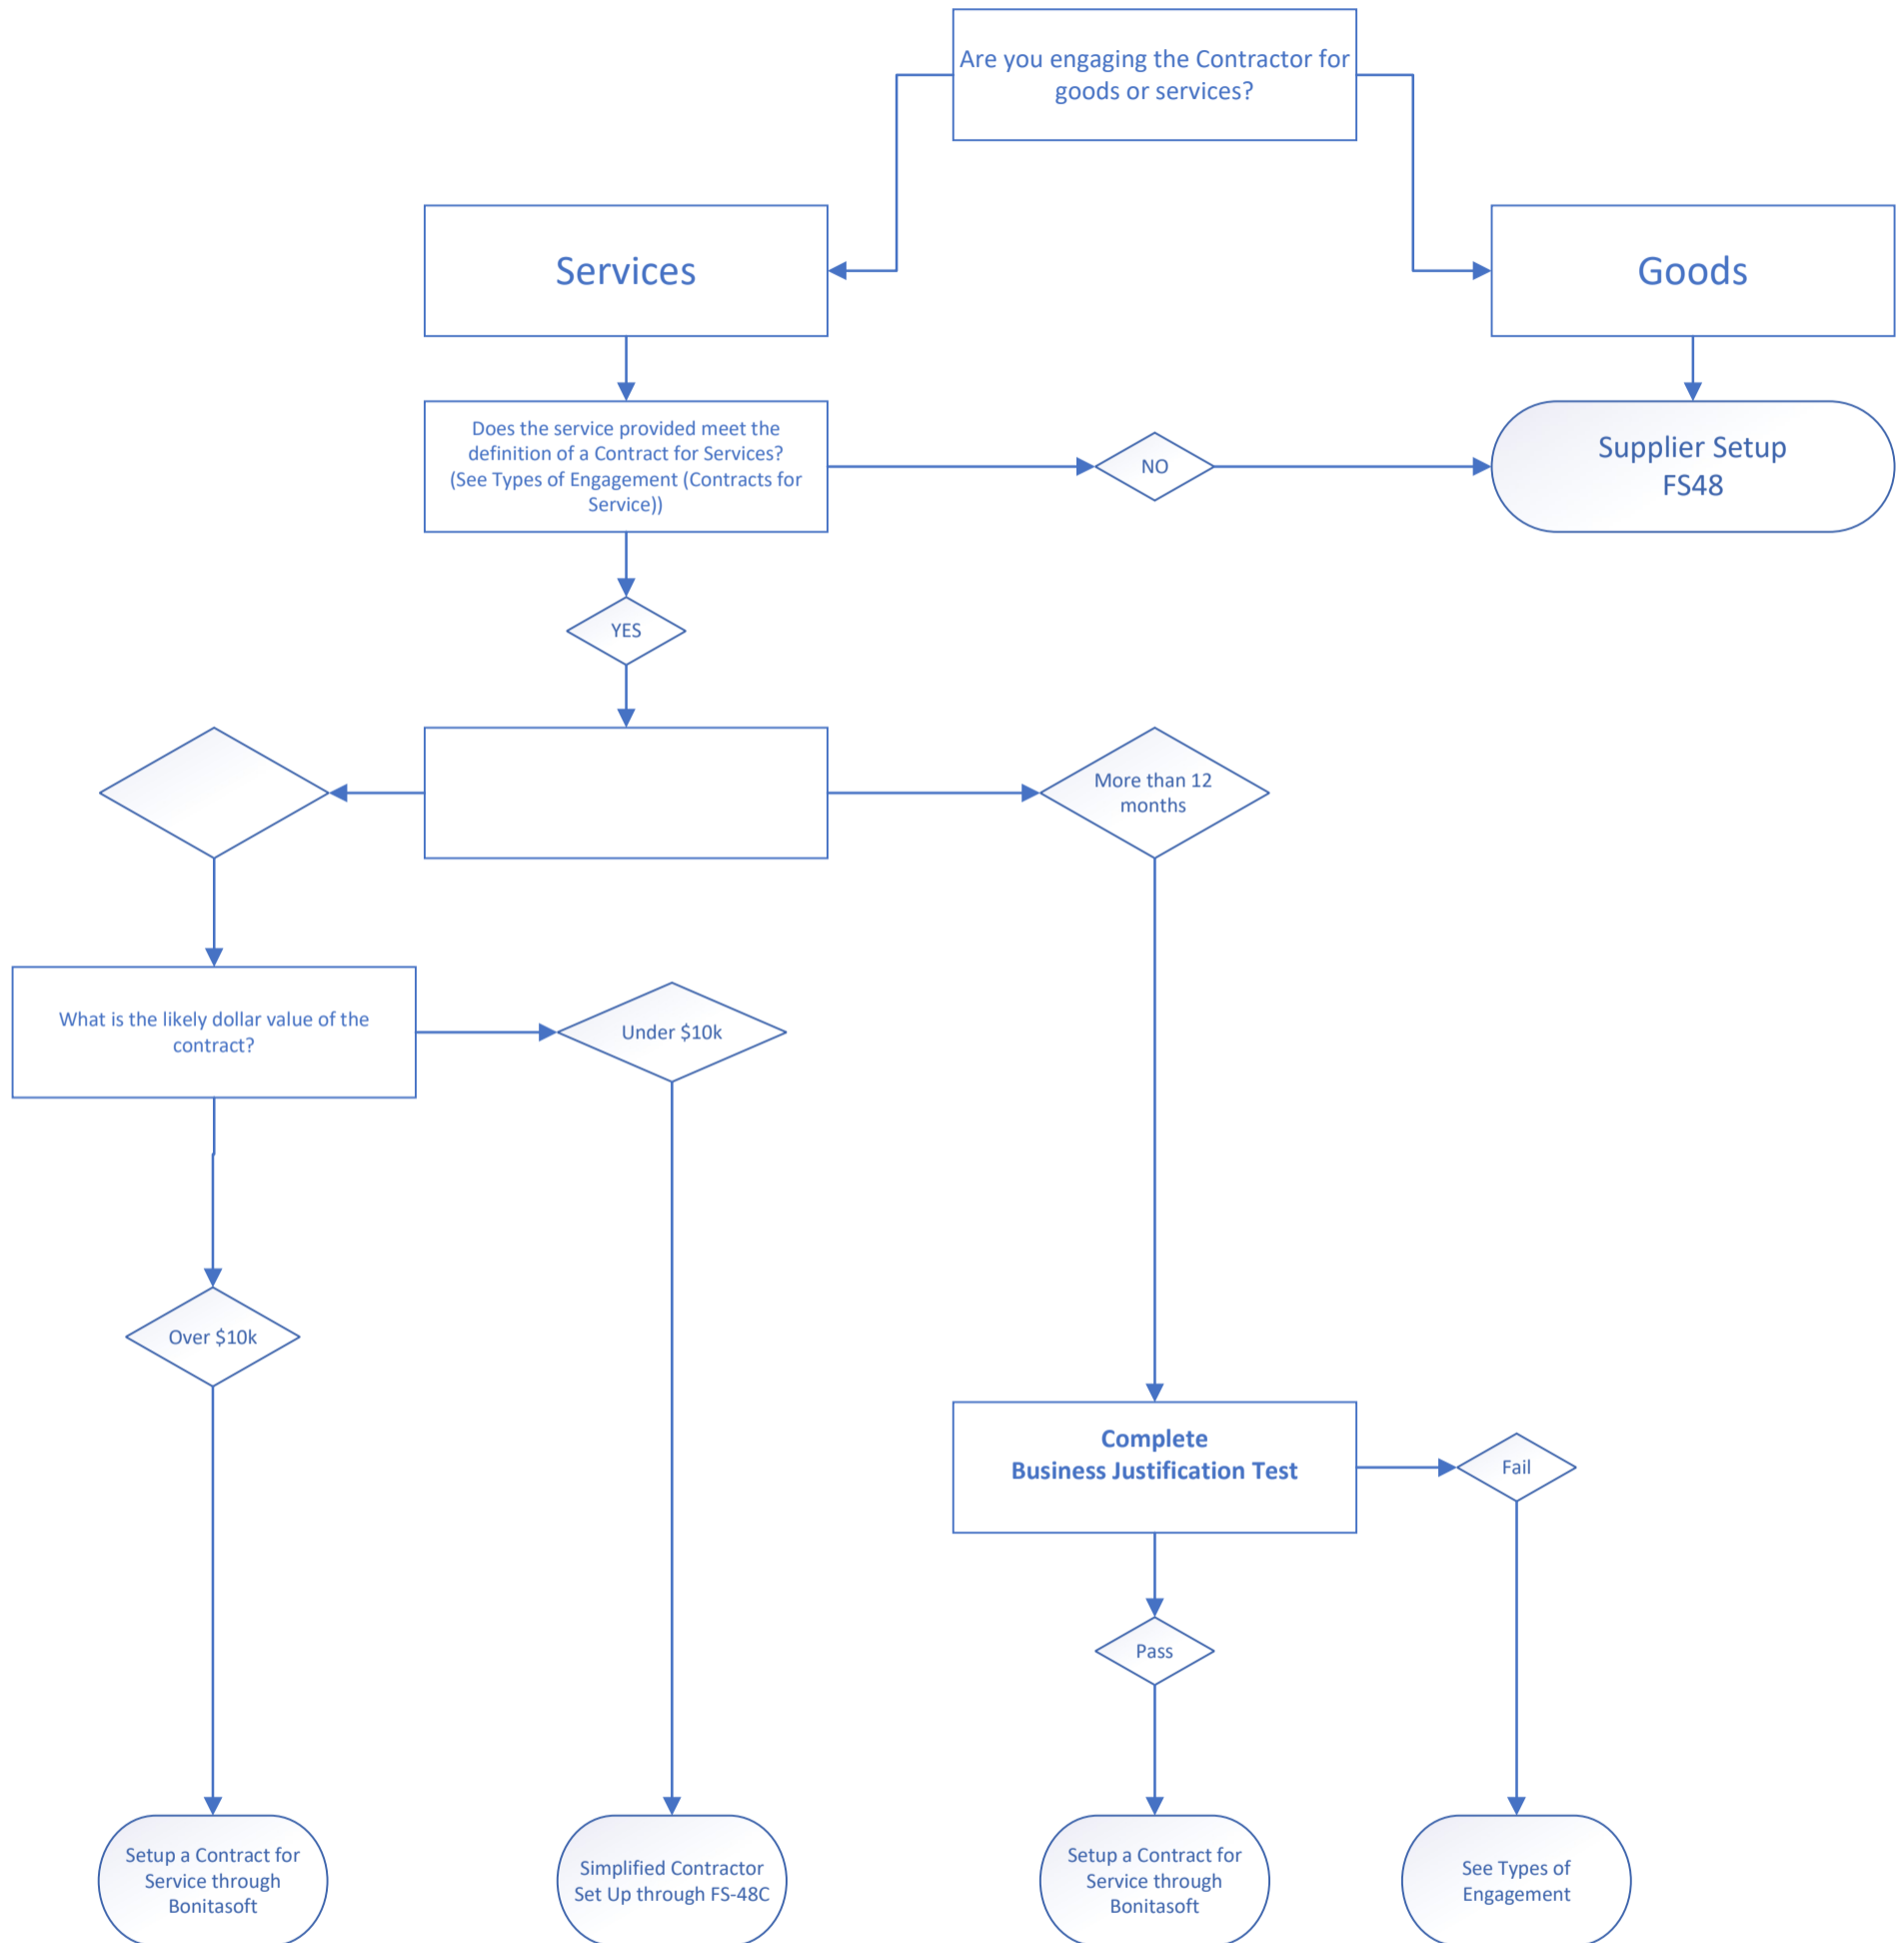 Are you engaging the Contractor for
goods or services?
Services
Goods
Does the service provided meet the
definition of a Contract for Services?
(See Types of Engagement (Contracts for
Service))
NO
Supplier Setup
FS48
YES
More than 12
months
What is the likely dollar value of the
contract?
Under $10k
Over $10k
Complete
Business Justification Test
Fail
Pass
Setup a Contract for
Service through
Bonitasoft
Simplified Contractor
Set Up through FS-48C
Setup a Contract for
Service through
Bonitasoft
See Types of
Engagement